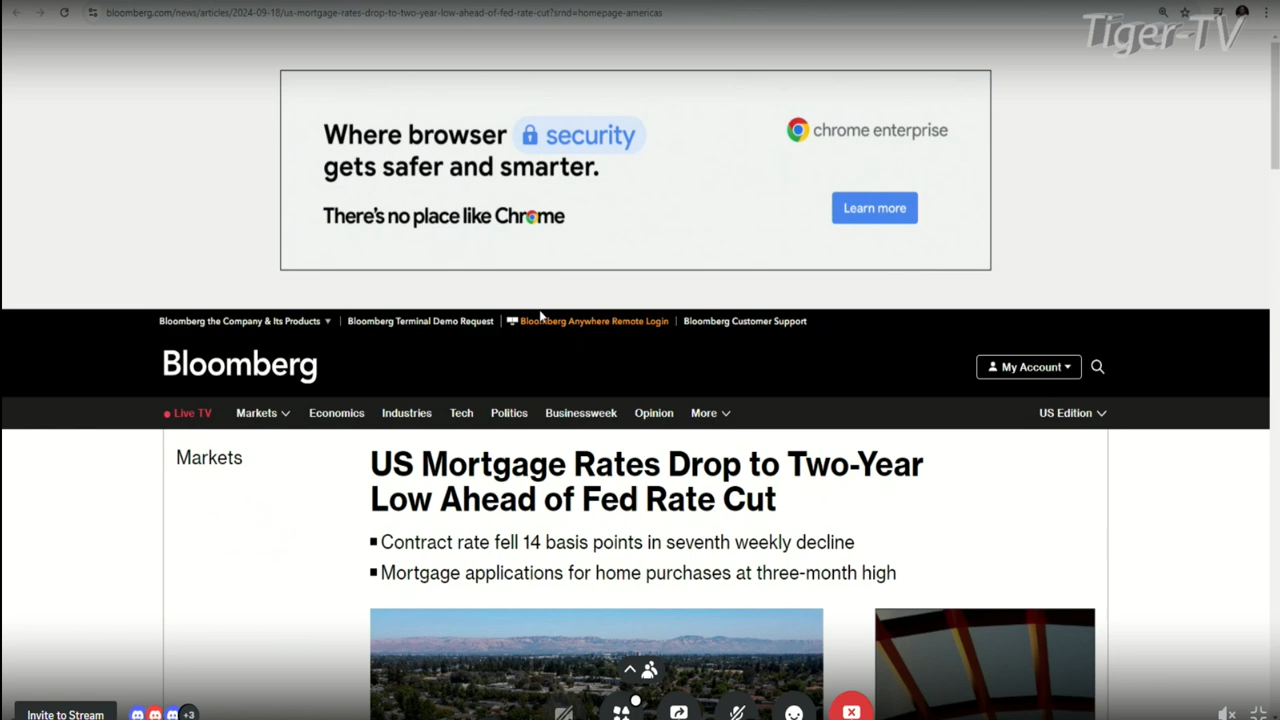 bloomberg.com/news/articles/2024-09-18/us-mortgage-rates-drop-to-two-year-low-ahead-of-fed-rate-cut?srnd=homepage-americas
Tiger-TV
Where browser security
gets safer and smarter.
There's no place like Chrome
chrome enterprise
Learn more
Bloomberg the Company & Its Products
Bloomberg Terminal Demo Request
Bloomberg Anywhere Remote Login
Bloomberg Customer Support
Bloomberg
My Account
Live TV
Markets
Economics
Industries
Tech
Politics
Businessweek
Opinion
More
US Edition
Markets
US Mortgage Rates Drop to Two-Year
Low Ahead of Fed Rate Cut
Contract rate fell 14 basis points in seventh weekly decline
Mortgage applications for home purchases at three-month high
Invite to Stream
+3